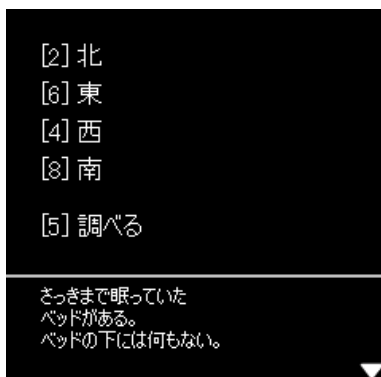 [2] 北
[6] 東
[4] 西
[8] 南
[5] 調べる
さっきまで眠っていた
ベッドがある。
ベッドの下には何もない。